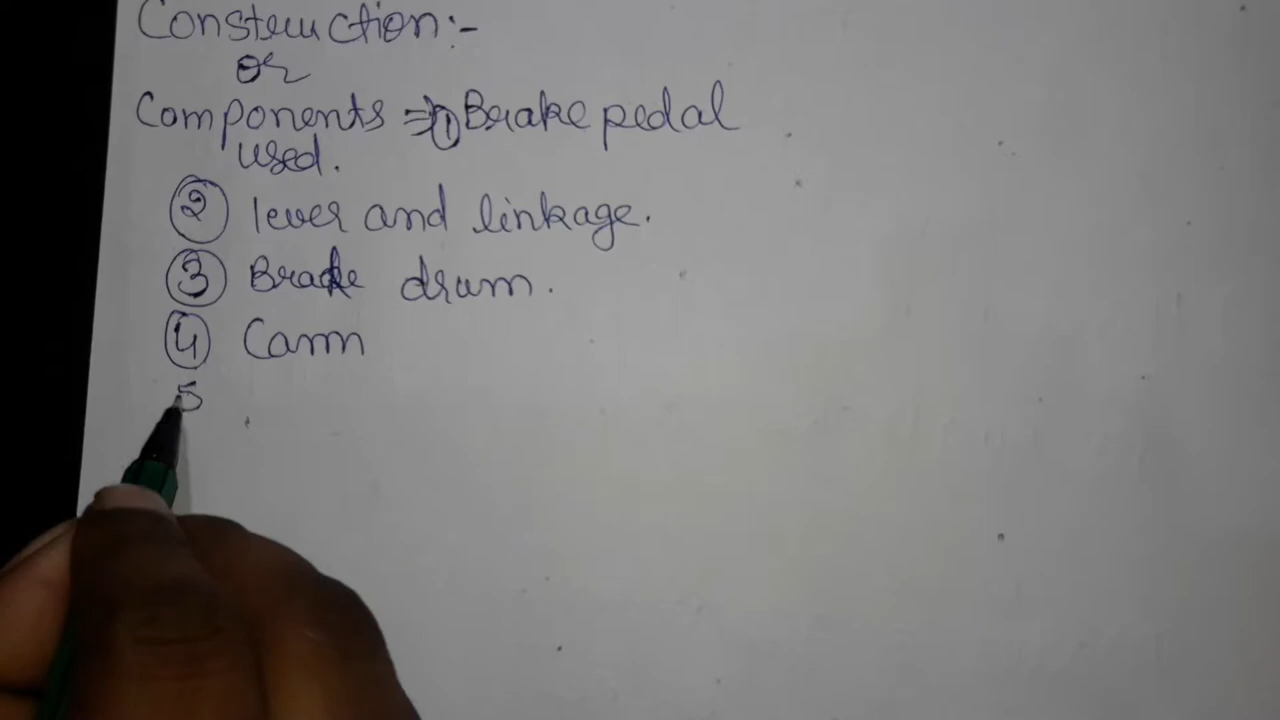 Construction:-
or
Components ⇒ ① Brake pedal
used.
② lever and linkage.
③ Brake drum.
④ Cam
5